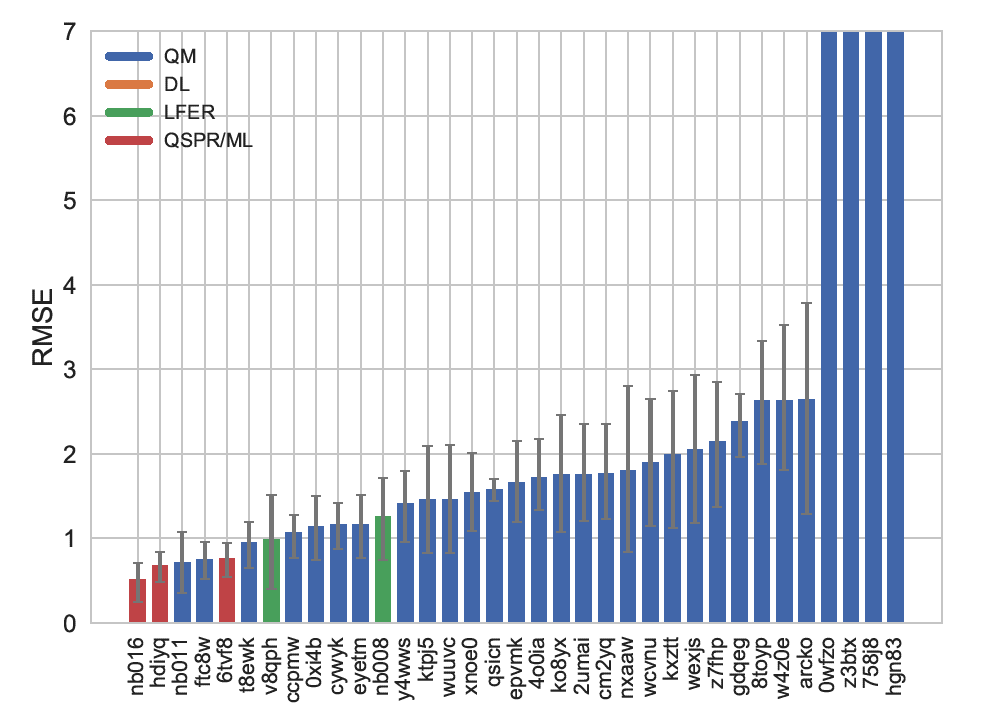 7
6
5
4
3
2
1
0
RMSE
QM
DL
LFER
QSPR/ML
nb016
hdiyq
nb011
ftc8w
6tvf8
t8ewk
v8qph
ccpmw
0xi4b
cywyk
eyetm
nb008
y4wws
ktpj5
wuuvc
xnoe0
qsicn
epvmk
4o0ia
ko8yx
2umai
cm2yq
nxaaw
wcvnu
kxztt
wexjs
z7fhp
gdqeg
8toyp
w4z0e
arcko
0wfzo
z3btx
758j8
hgn83